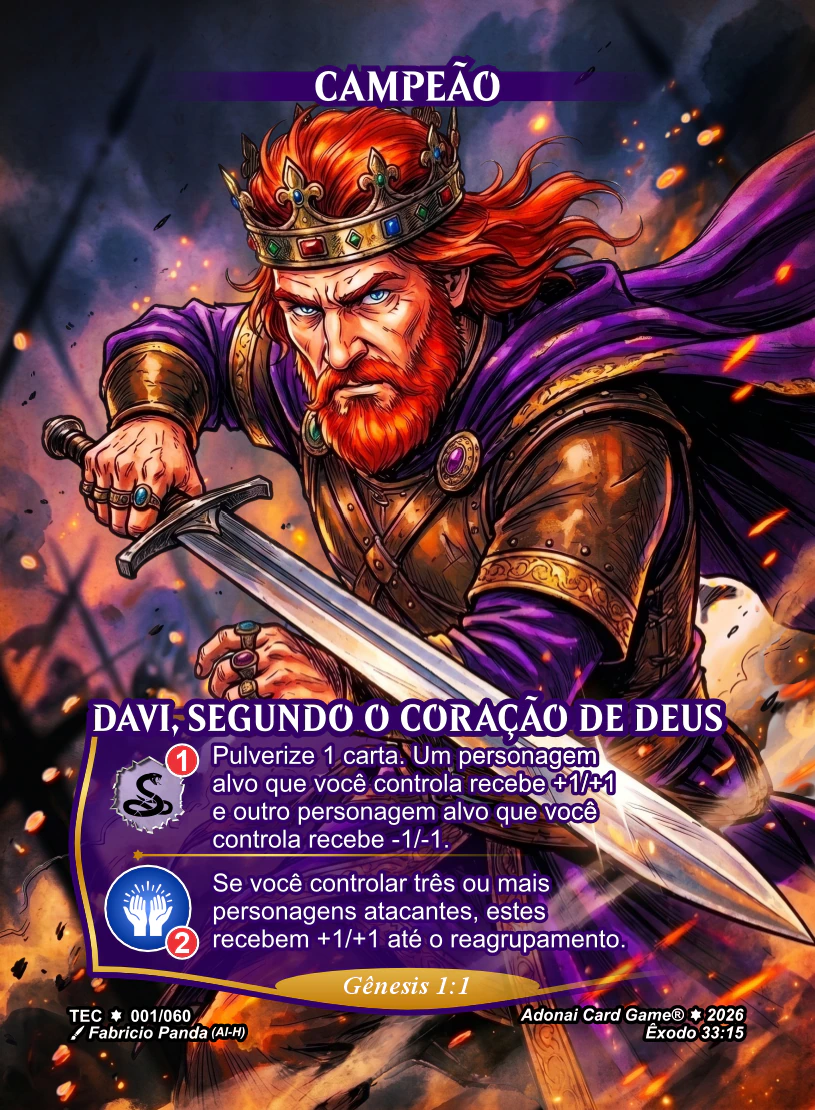 CAMPEÃO
DAVI, SEGUNDO O CORAÇÃO DE DEUS
1
Pulverize 1 carta. Um personagem
alvo que você controla recebe +1/+1
e outro personagem alvo que você
controla recebe -1/-1.
Se você controlar três ou mais
personagens atacantes, estes
recebem +1/+1 até o reagrupamento.
2
Gênesis 1:1
TEC ✸ 001/060
Fabricio Panda (AI-H)
Adonai Card Game® ✸ 2026
Êxodo 33:15